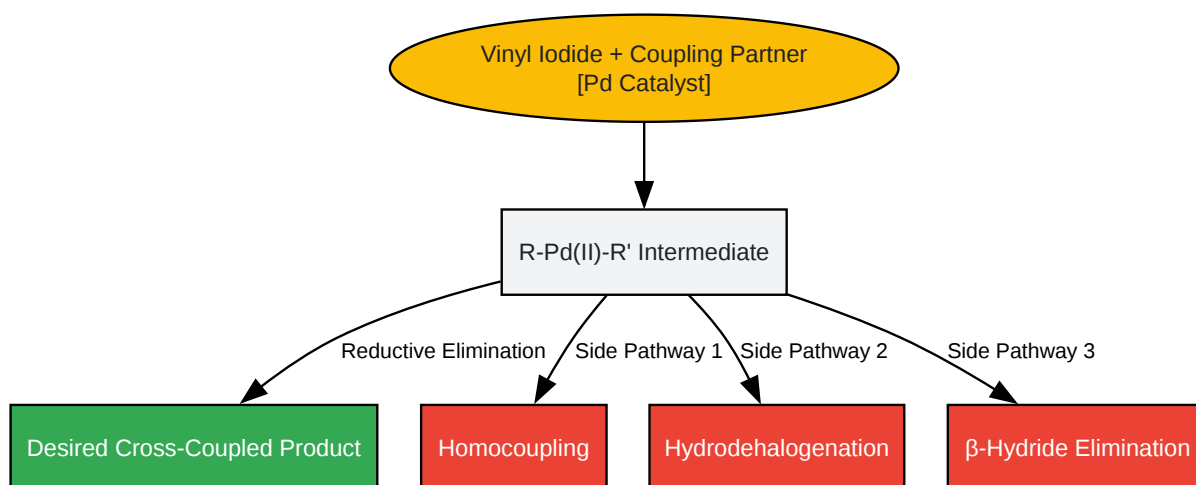 Vinyl Iodide + Coupling Partner
[Pd Catalyst]
R-Pd(II)-R' Intermediate
Reductive Elimination
Side Pathway 1
Side Pathway 2
Side Pathway 3
Desired Cross-Coupled Product
Homocoupling
Hydrodehalogenation
β-Hydride Elimination